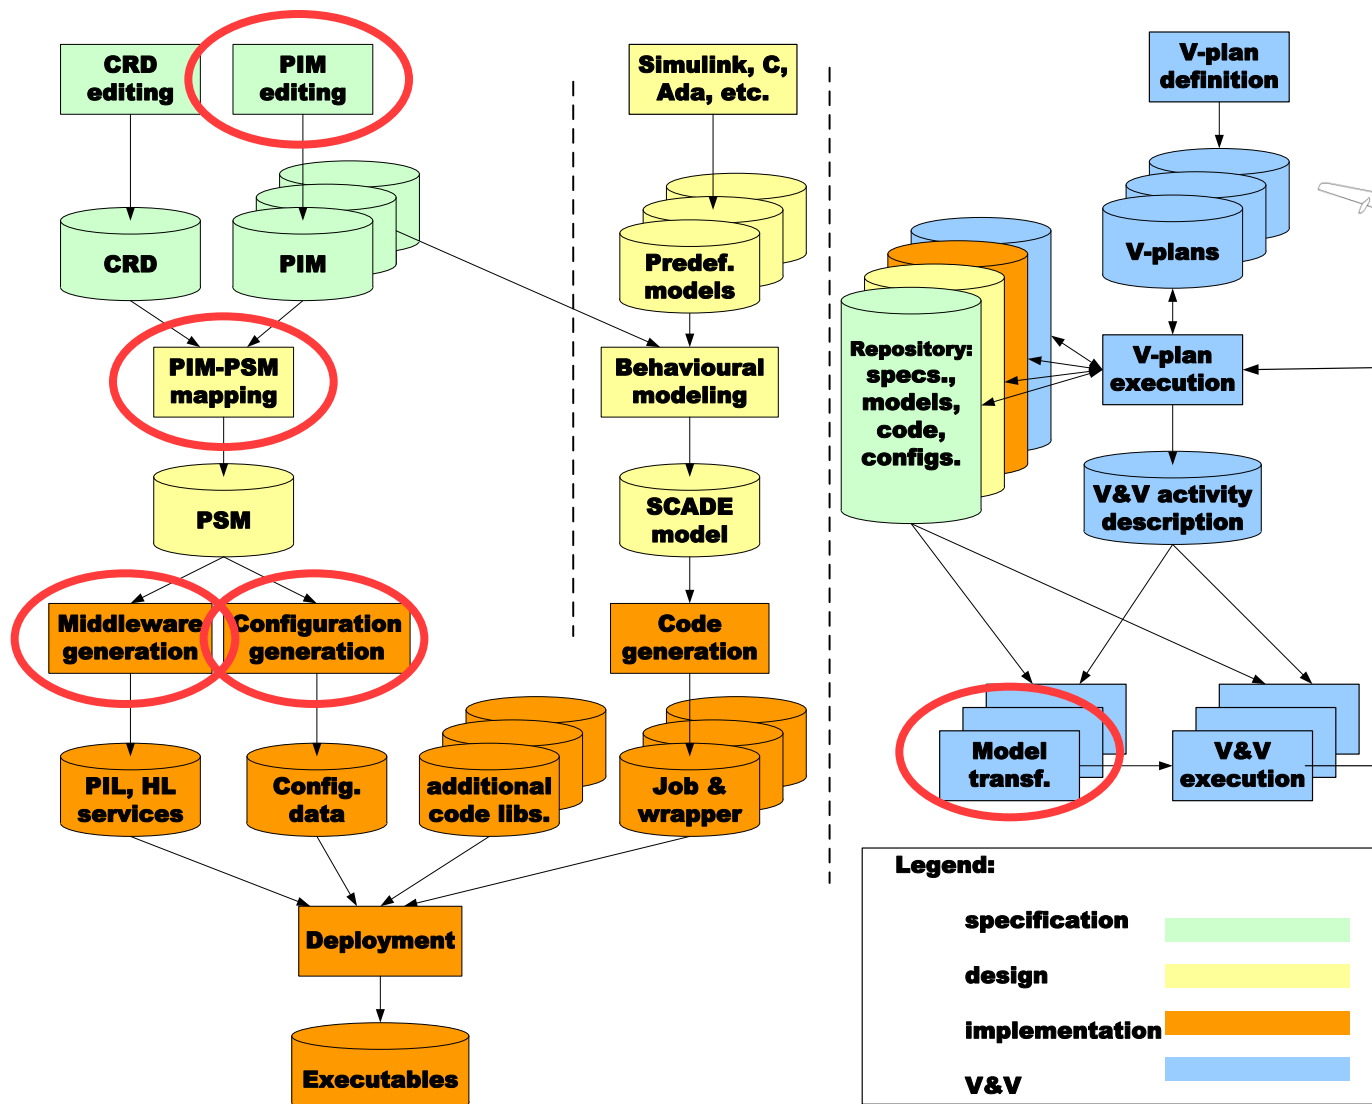 CRD
editing
PIM
editing
Simulink, C,
Ada, etc.
V-plan
definition
CRD
PIM
Predef.
models
V-plans
PIM-PSM
mapping
Behavioural
modeling
Repository:
specs.,
models,
code,
configs.
V-plan
execution
PSM
SCADE
model
V&V activity
description
Middleware
generation
Configuration
generation
Code
generation
PIL, HL
services
Config.
data
additional
code libs.
Job &
wrapper
Model
transf.
V&V
execution
Deployment
Executables
Legend:
specification
design
implementation
V&V